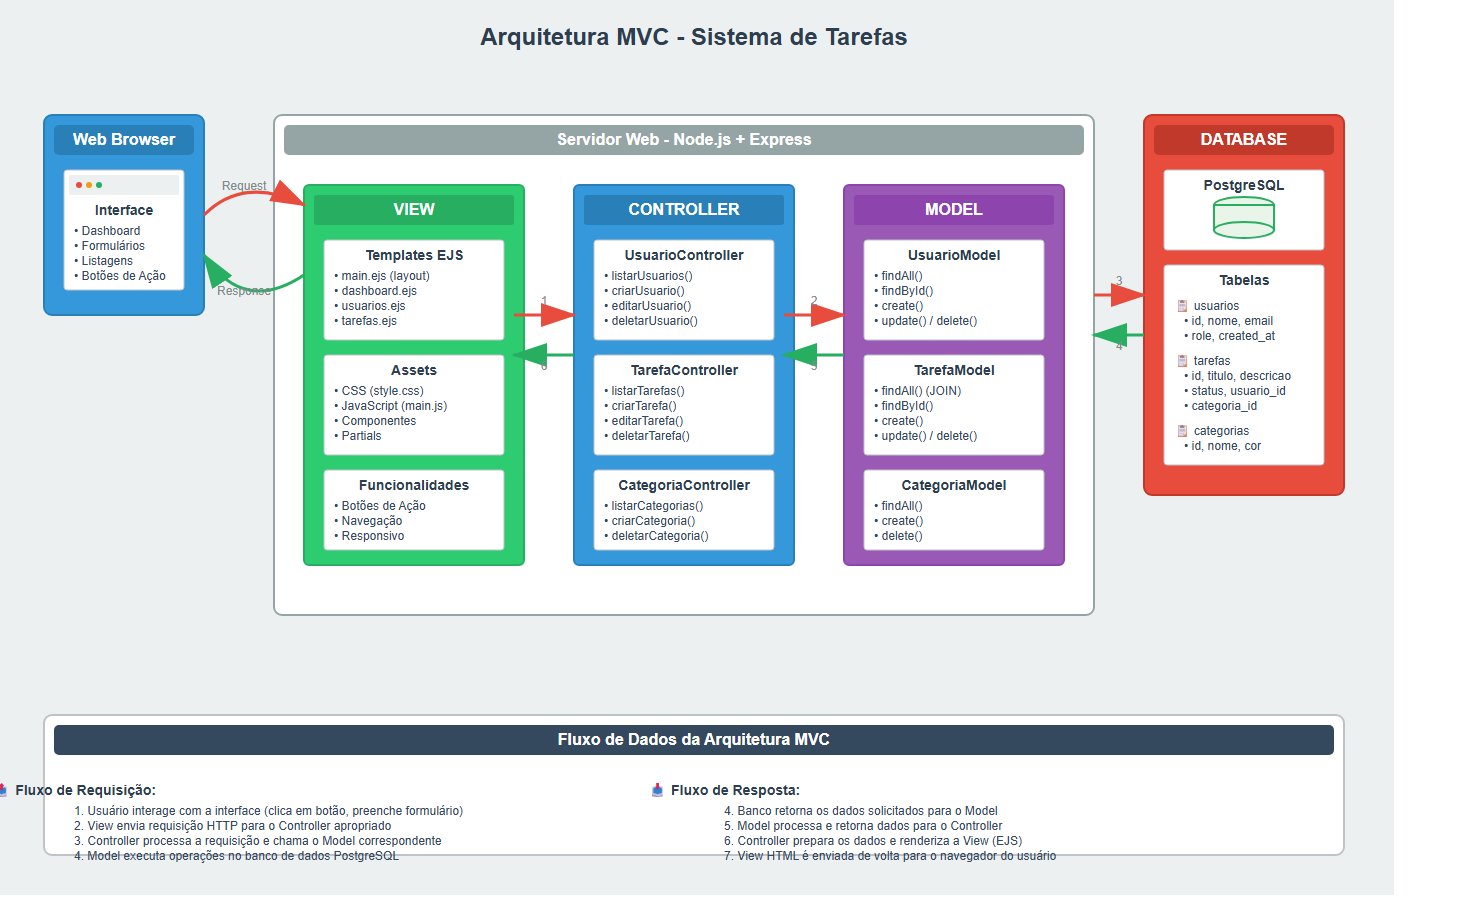 Arquitetura MVC - Sistema de Tarefas
Web Browser
Interface
• Dashboard
• Formulários
• Listagens
• Botões de Ação
Request
Response
Servidor Web - Node.js + Express
VIEW
Templates EJS
• main.ejs (layout)
• dashboard.ejs
• usuarios.ejs
• tarefas.ejs
Assets
• CSS (style.css)
• JavaScript (main.js)
• Componentes
• Partials
Funcionalidades
• Botões de Ação
• Navegação
• Responsivo
1
6
CONTROLLER
UsuarioController
• listarUsuarios()
• criarUsuario()
• editarUsuario()
• deletarUsuario()
TarefaController
• listarTarefas()
• criarTarefa()
• editarTarefa()
• deletarTarefa()
CategoriaController
• listarCategorias()
• criarCategoria()
• deletarCategoria()
2
5
MODEL
UsuarioModel
• findAll()
• findById()
• create()
• update() / delete()
TarefaModel
• findAll() (JOIN)
• findById()
• create()
• update() / delete()
CategoriaModel
• findAll()
• create()
• delete()
3
4
DATABASE
PostgreSQL
Tabelas
usuarios
• id, nome, email
• role, created_at
tarefas
• id, titulo, descricao
• status, usuario_id
• categoria_id
categorias
• id, nome, cor
Fluxo de Dados da Arquitetura MVC
Fluxo de Requisição:
1. Usuário interage com a interface (clica em botão, preenche formulário)
2. View envia requisição HTTP para o Controller apropriado
3. Controller processa a requisição e chama o Model correspondente
4. Model executa operações no banco de dados PostgreSQL
Fluxo de Resposta:
4. Banco retorna os dados solicitados para o Model
5. Model processa e retorna dados para o Controller
6. Controller prepara os dados e renderiza a View (EJS)
7. View HTML é enviada de volta para o navegador do usuário